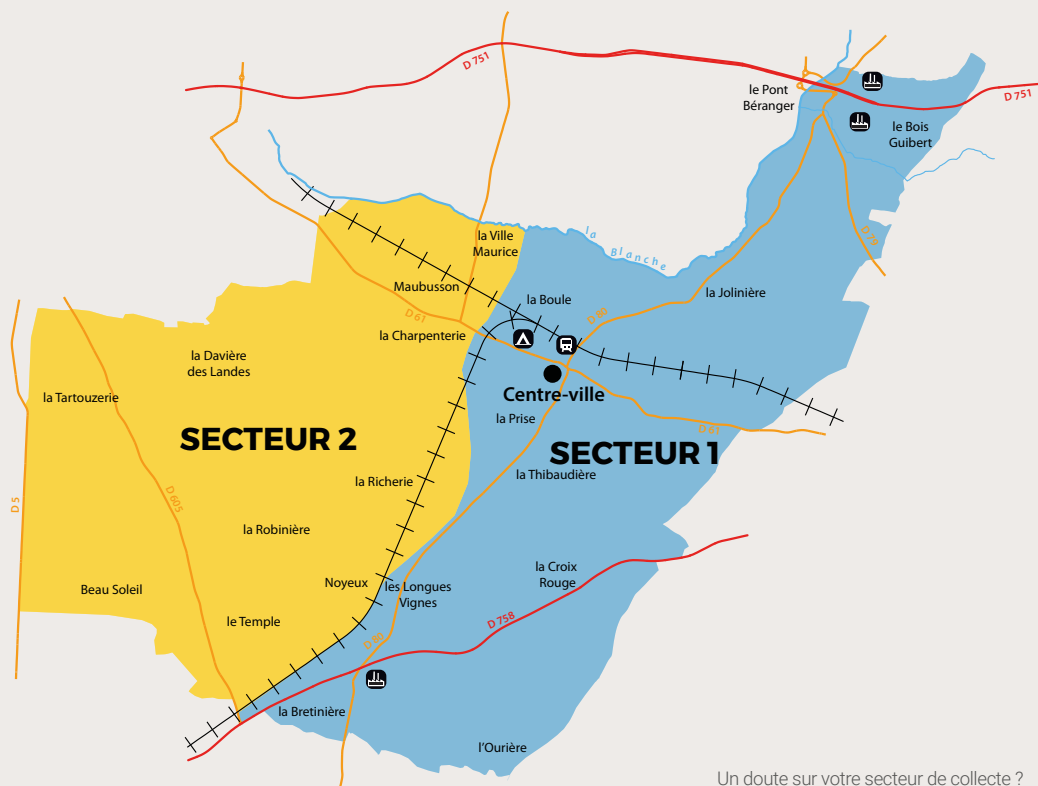 D 751
le Pont
Béranger
D 751
le Bois
Guibert
la Ville
Maurice
la
Blanche
D 79
Maubusson
la Boule
la Jolinière
D 61
la Charpenterie
la Davière
des Landes
Centre-ville
la Tartouzerie
la Prise
SECTEUR 2
SECTEUR 1
la Thibaudière
la Richerie
D 5
D 605
la Robinière
la Croix
Rouge
Noyeux
les Longues
Vignes
Beau Soleil
le Temple
D 758
la Bretinière
l'Ourière
Un doute sur votre secteur de collecte ?